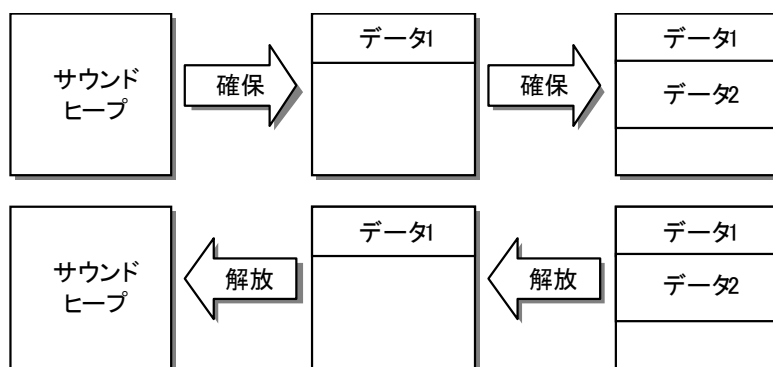 サウンド
ヒープ
確保
データ1
確保
データ1
データ2
サウンド
ヒープ
解放
データ1
解放
データ1
データ2